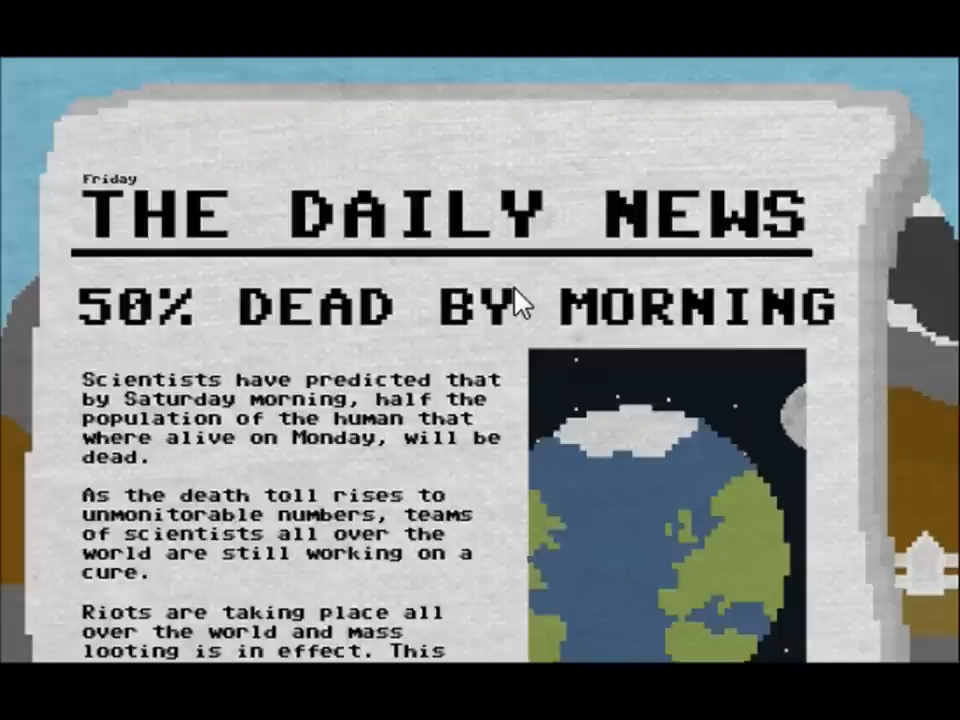 Friday
THE DAILY NEWS
50% DEAD BY MORNING
Scientists have predicted that
by Saturday morning, half the
population of the human that
where alive on Monday, will be
dead.
As the death toll rises to
unmonitorable numbers, teams
of scientists all over the
world are still working on a
cure.
Riots are taking place all
over the world and mass
looting is in effect. This